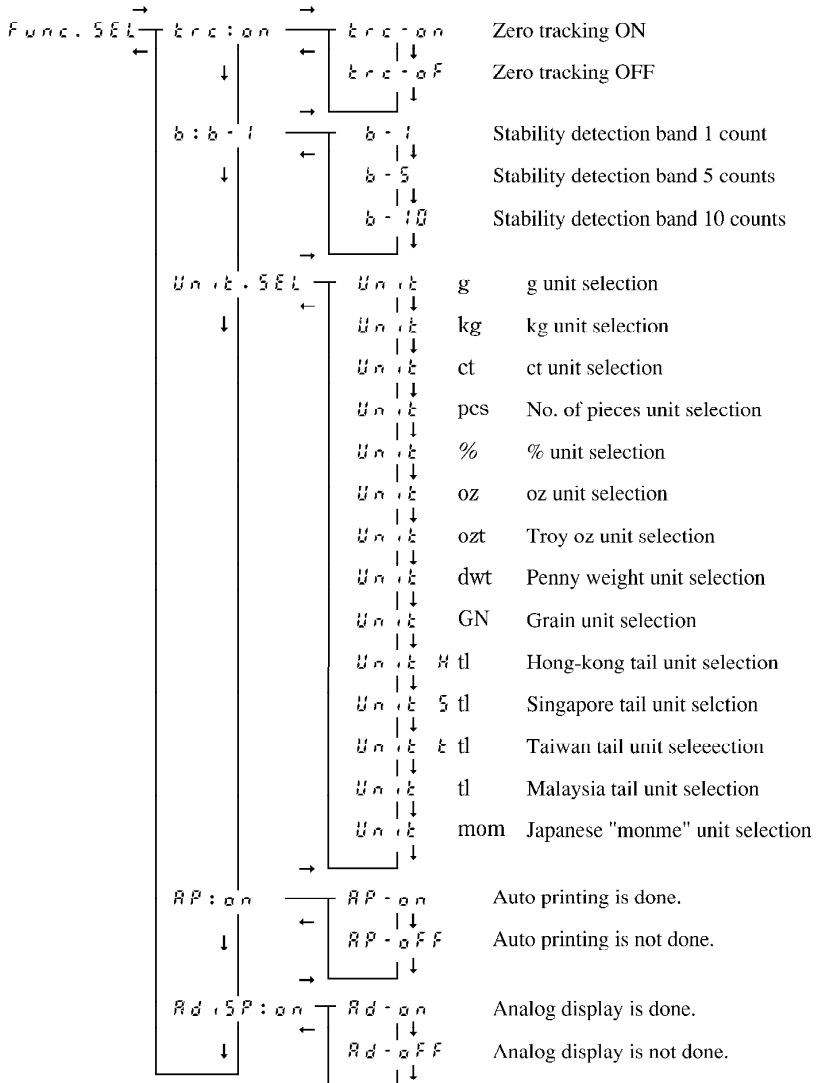 Func.SEL trc:on trc-on Zero tracking ON
trc-oF Zero tracking OFF
b:b-1 b-1 Stability detection band 1 count
b-5 Stability detection band 5 counts
b-10 Stability detection band 10 counts
Unit.SEL Unit g g unit selection
Unit kg kg unit selection
Unit ct ct unit selection
Unit pcs No. of pieces unit selection
Unit % % unit selection
Unit oz oz unit selection
Unit ozt Troy oz unit selection
Unit dwt Penny weight unit selection
Unit GN Grain unit selection
Unit H tl Hong-kong tail unit selection
Unit S tl Singapore tail unit selction
Unit t tl Taiwan tail unit seleeection
Unit tl Malaysia tail unit selection
Unit mom Japanese "monme" unit selection
AP:on AP-on Auto printing is done.
AP-oFF Auto printing is not done.
AdiSP:on Ad-on Analog display is done.
Ad-oFF Analog display is not done.